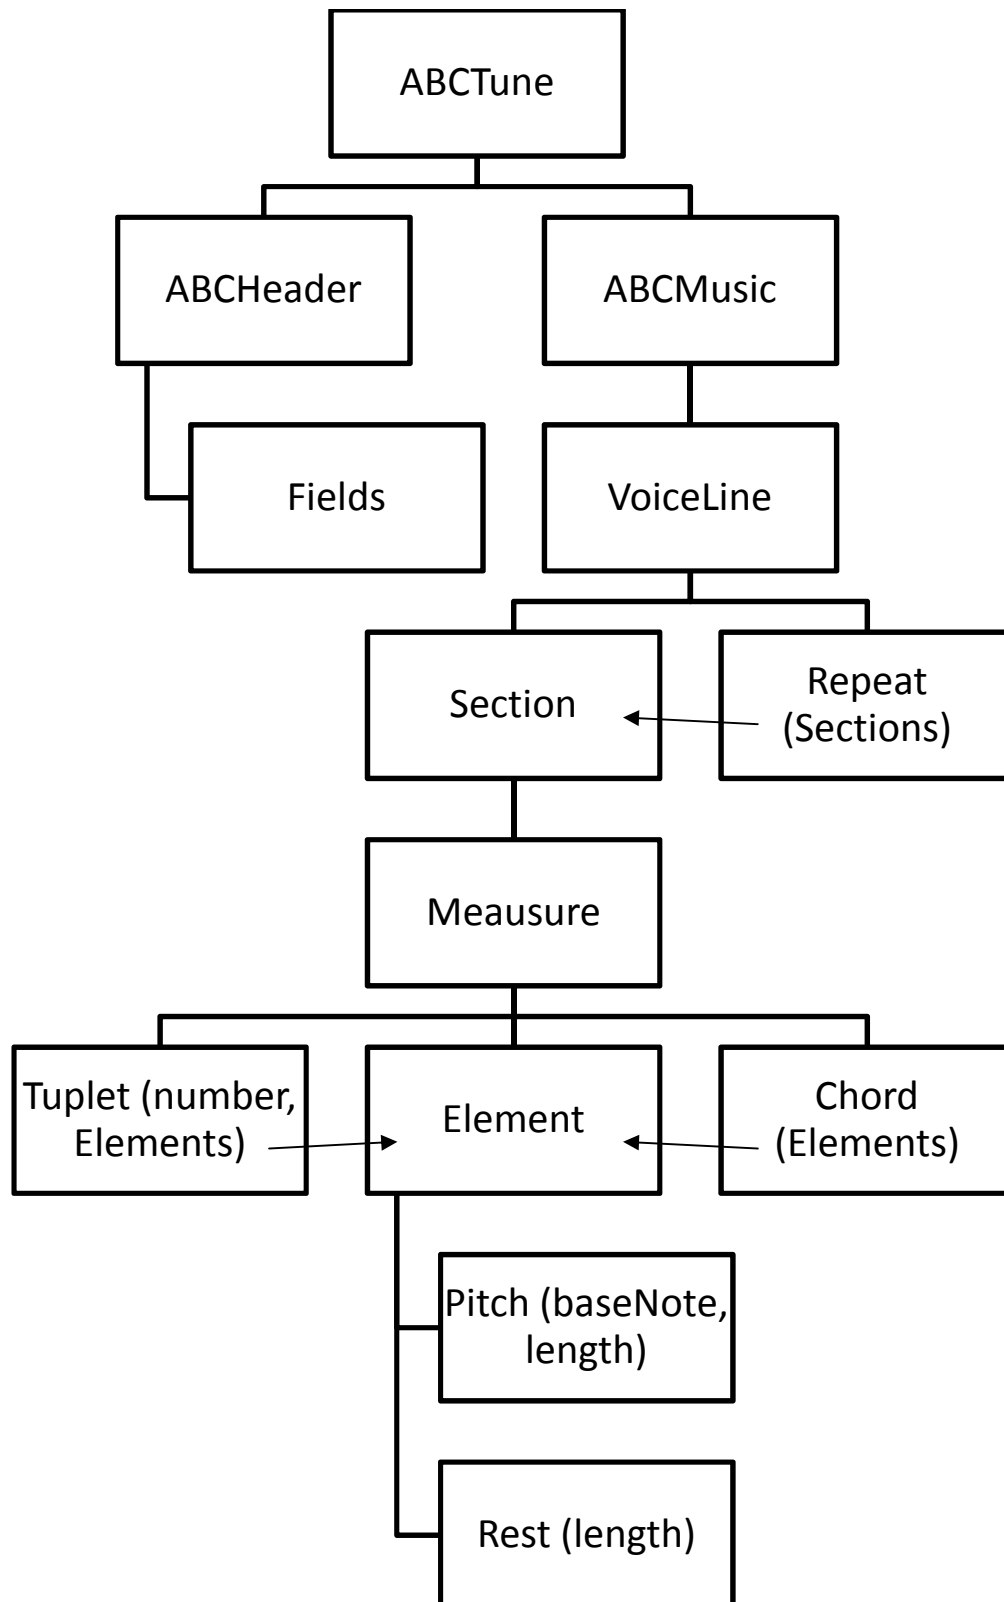 ABCTune
ABCHeader
ABCMusic
Fields
VoiceLine
Section
Repeat
(Sections)
Meausure
Tuplet (number,
Elements)
Element
Chord
(Elements)
Pitch (baseNote,
length)
Rest (length)